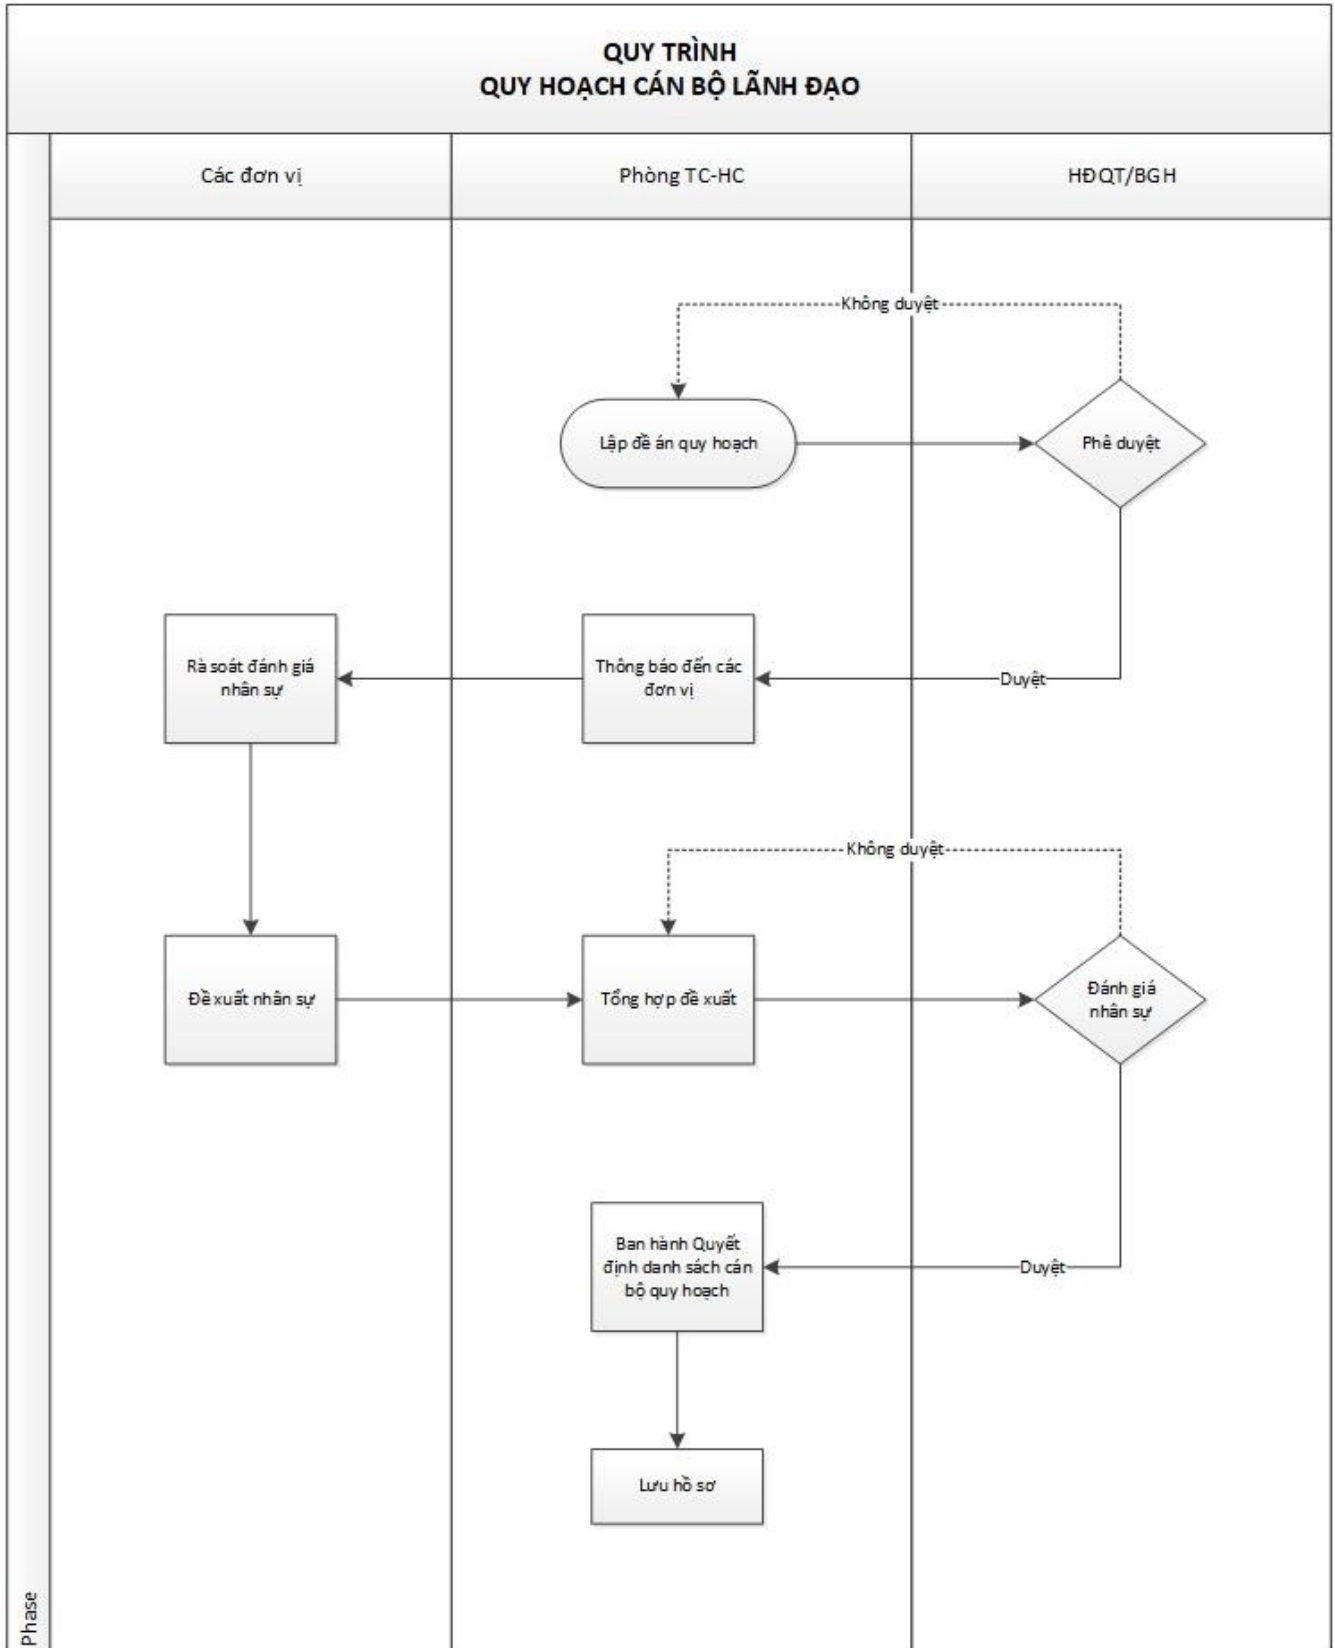 QUY TRÌNH
QUY HOẠCH CÁN BỘ LÃNH ĐẠO
Các đơn vị
Phòng TC-HC
HĐQT/BGH
Không duyệt
Lập đề án quy hoạch
Phê duyệt
Rà soát đánh giá
nhân sự
Thông báo đến các
đơn vị
Duyệt
Không duyệt
Đề xuất nhân sự
Tổng hợp đề xuất
Đánh giá
nhân sự
Ban hành Quyết
định danh sách cán
bộ quy hoạch
Duyệt
Lưu hồ sơ
Phase